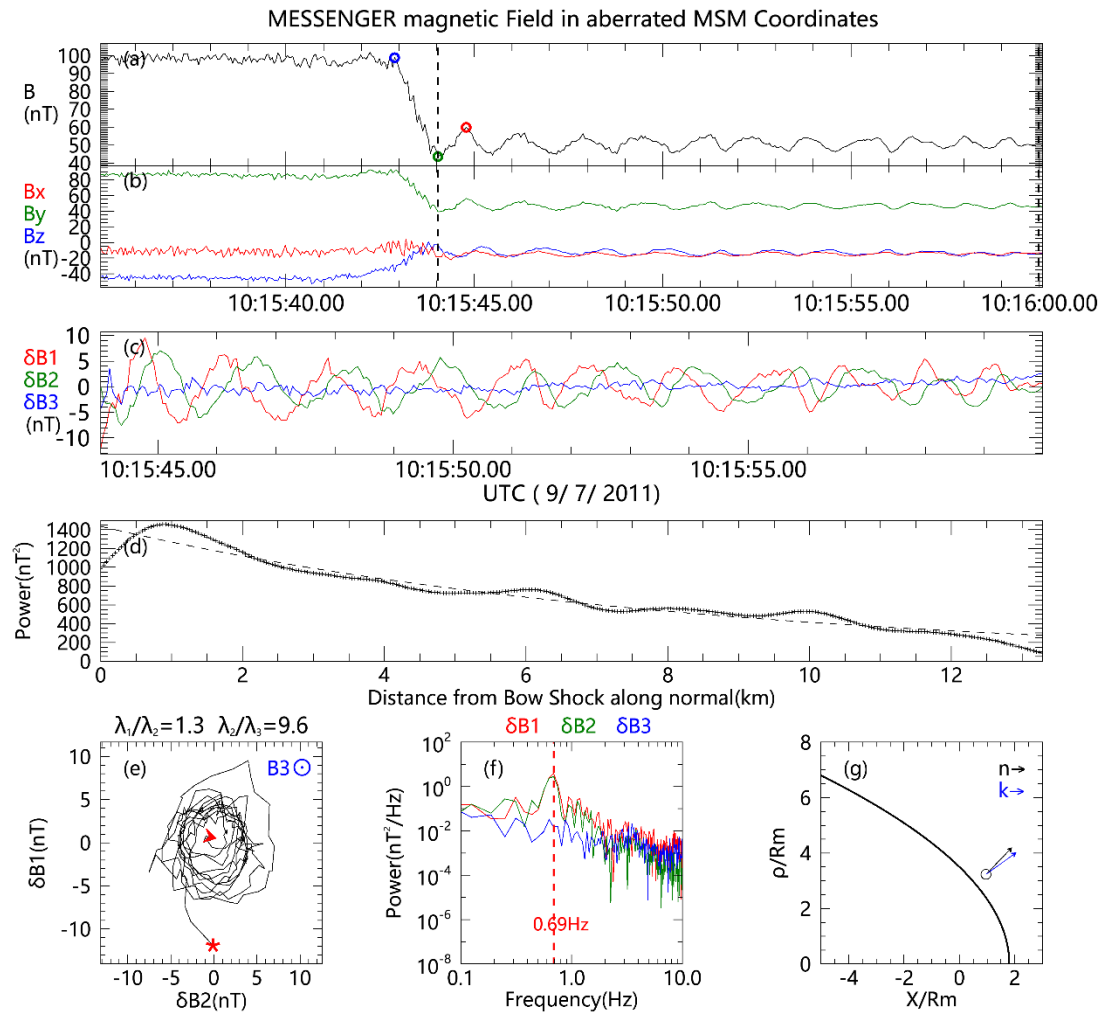 MESSENGER magnetic Field in aberrated MSM Coordinates
(a)
100
90
80
70
60
50
40
B
(nT)
(b)
80
40
0
-20
-40
Bx
By
Bz
(nT)
10:15:40.00 10:15:45.00 10:15:50.00 10:15:55.00 10:16:00.00
(c)
10
5
0
-5
-10
δB1
δB2
δB3
(nT)
10:15:45.00 10:15:50.00 10:15:55.00
UTC ( 9/ 7/ 2011)
(d)
1400
1200
1000
800
600
400
200
0
Power(nT²)
0 2 4 6 8 10 12
Distance from Bow Shock along normal(km)
λ₁/λ₂=1.3 λ₂/λ₃=9.6
(e)
B3
10
5
0
-5
-10
δB1(nT)
-10 -5 0 5 10
δB2(nT)
δB1 δB2 δB3
(f)
10²
10⁰
10⁻²
10⁻⁴
10⁻⁶
10⁻⁸
Power(nT²/Hz)
0.69Hz
0.1 1.0 10.0
Frequency(Hz)
(g)
n
k
8
6
4
2
0
ρ/Rm
-4 -2 0 2
X/Rm